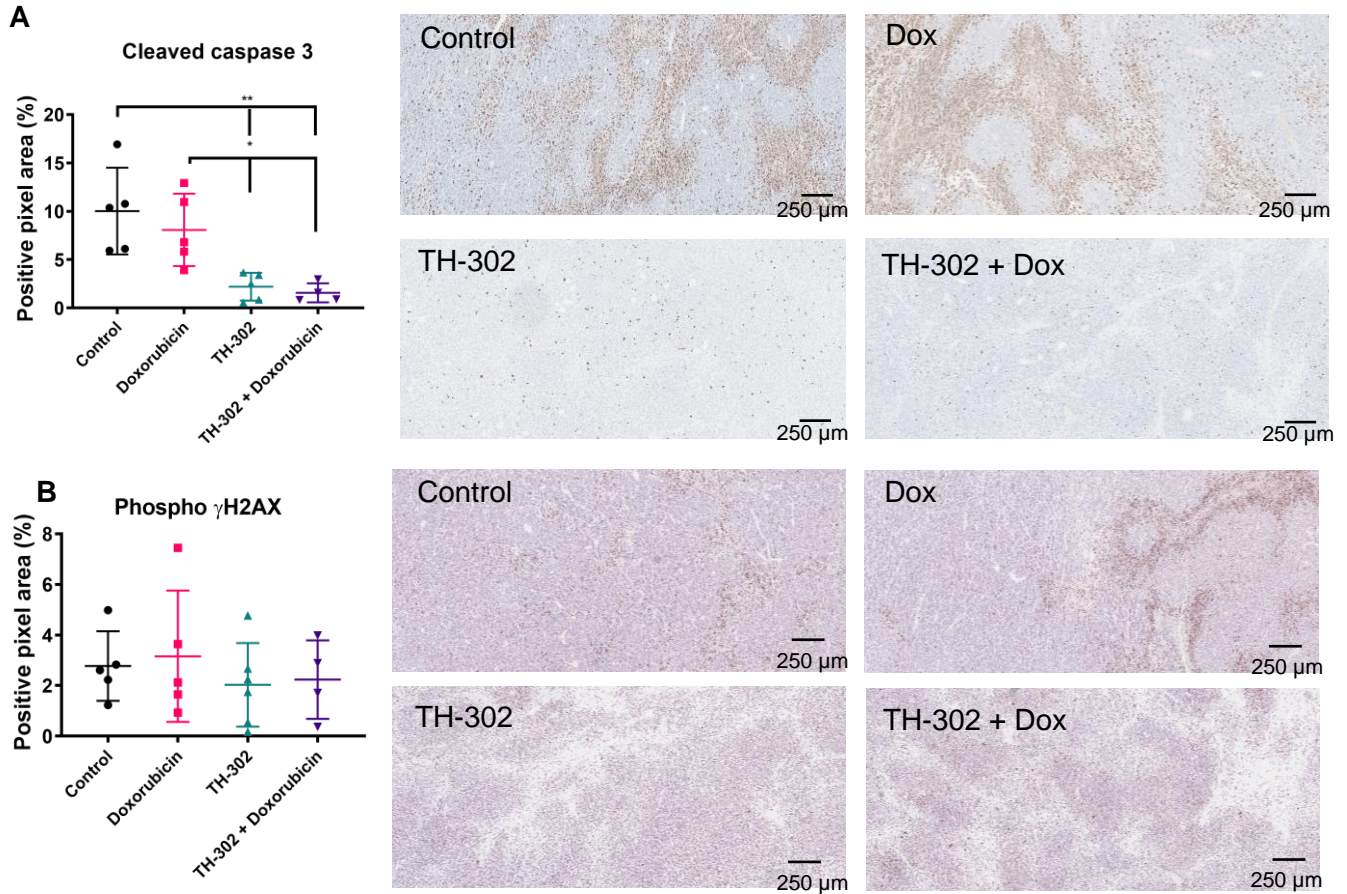 A
Cleaved caspase 3
Positive pixel area (%)
20
15
10
5
0
**
*
Control
Doxorubicin
TH-302
TH-302 + Doxorubicin
Control
250 µm
Dox
250 µm
TH-302
250 µm
TH-302 + Dox
250 µm
B
Phospho γH2AX
Positive pixel area (%)
8
6
4
2
0
Control
Doxorubicin
TH-302
TH-302 + Doxorubicin
Control
250 µm
Dox
250 µm
TH-302
250 µm
TH-302 + Dox
250 µm